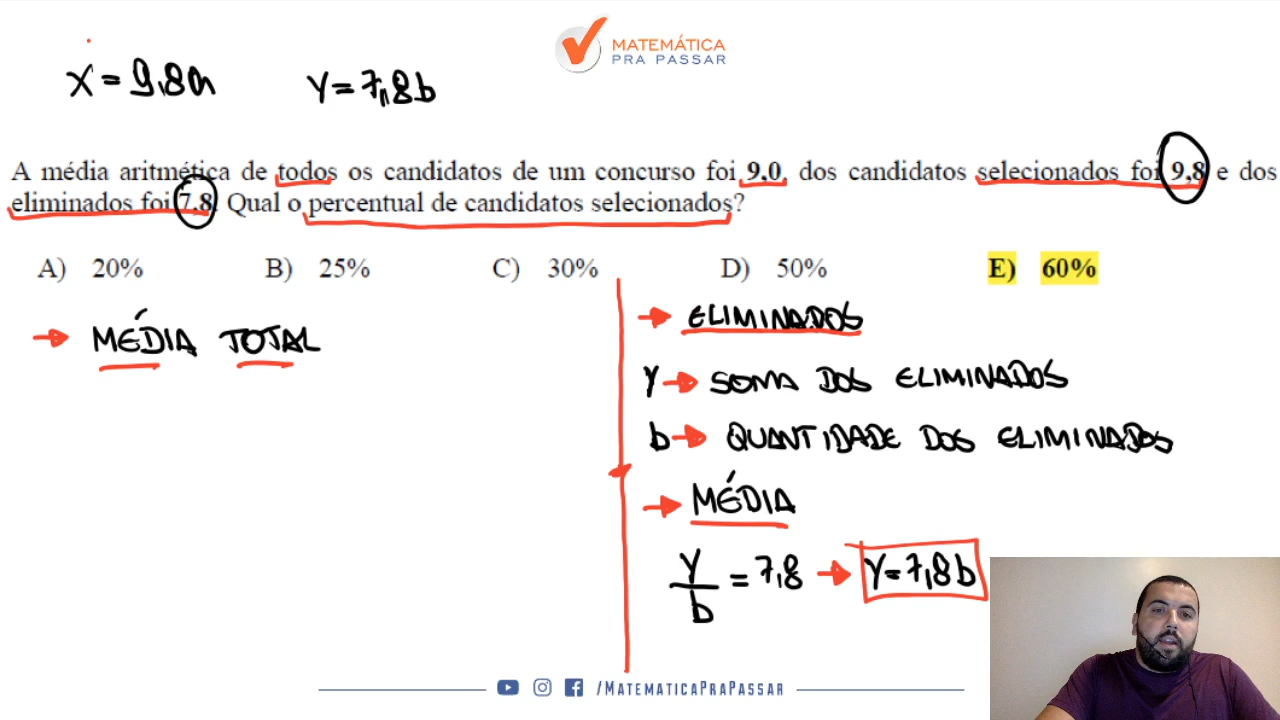 MATEMÁTICA
PRA PASSAR
X = 9,8a
Y = 7,8b
A média aritmética de todos os candidatos de um concurso foi 9,0, dos candidatos selecionados foi 9,8 e dos
eliminados foi 7,8. Qual o percentual de candidatos selecionados?
A) 20% B) 25% C) 30% D) 50% E) 60%
→ MÉDIA TOTAL
→ ELIMINADOS
Y → SOMA DOS ELIMINADOS
b → QUANTIDADE DOS ELIMINADOS
→ MÉDIA
Y/b = 7,8 → Y = 7,8b
/MATEMATICAPRAPASSAR